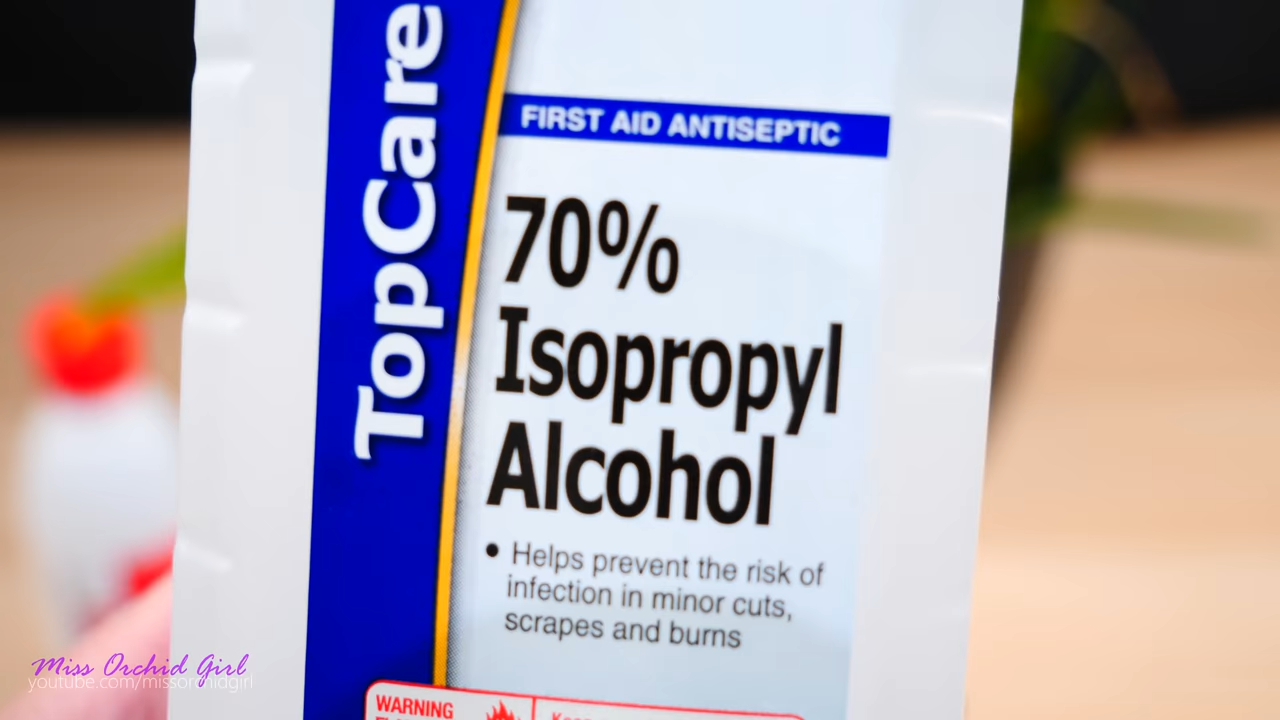 TopCare
FIRST AID ANTISEPTIC
70%
Isopropyl
Alcohol
• Helps prevent the risk of
infection in minor cuts,
scrapes and burns
WARNING
Miss Orchid Girl
youtube.com/missorchidgirl